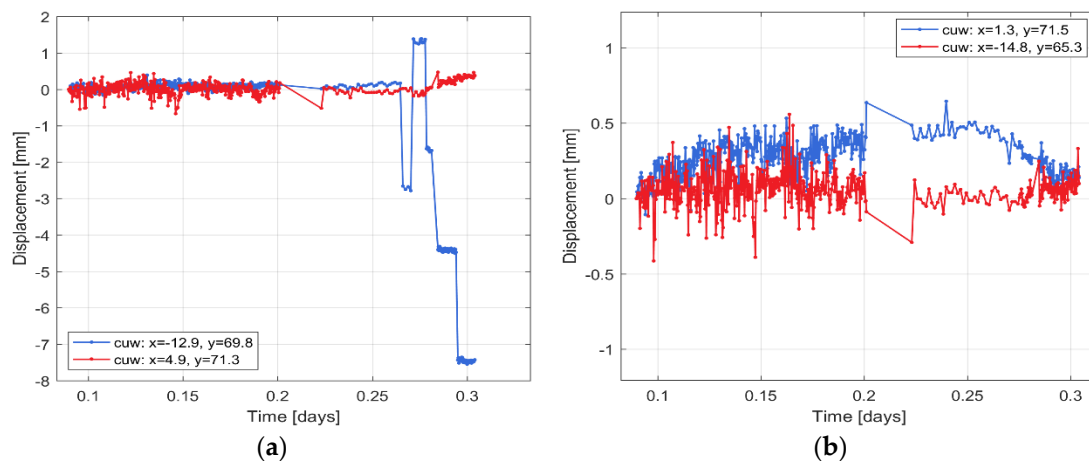 2
1
0
-1
-2
-3
-4
-5
-6
-7
-8
Displacement [mm]
0.1
0.15
0.2
0.25
0.3
Time [days]
cuw: x=-12.9, y=69.8
cuw: x=4.9, y=71.3
(a)
1
0.5
0
-0.5
-1
Displacement [mm]
0.1
0.15
0.2
0.25
0.3
Time [days]
cuw: x=1.3, y=71.5
cuw: x=-14.8, y=65.3
(b)